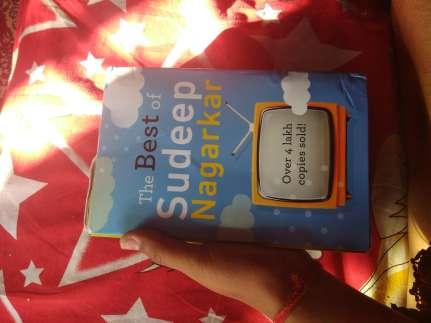 The Best of
Sudeep
Nagarkar
Over 4 lakh
copies sold!